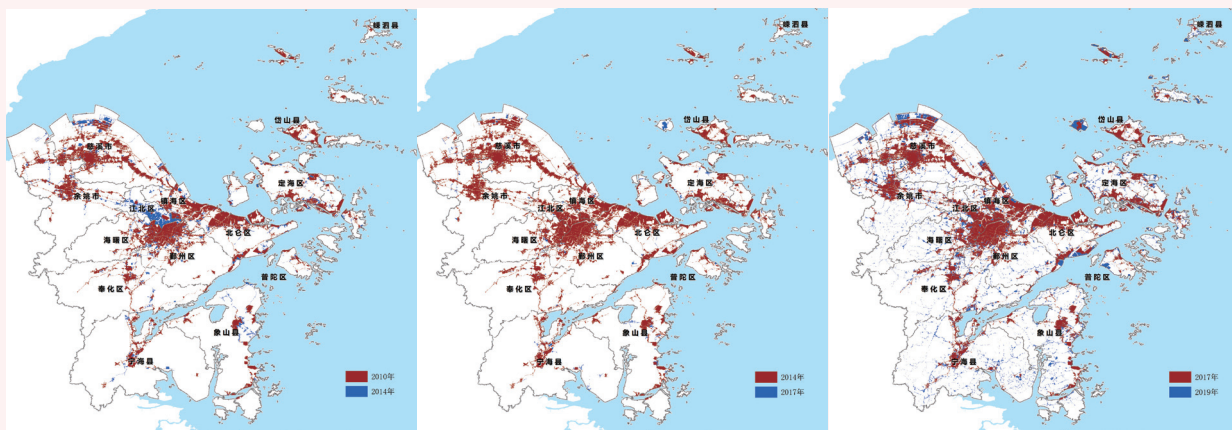 嵊泗县
岱山县
慈溪市
定海区
余姚市
镇海区
江北区
北仑区
海曙区
鄞州区
普陀区
奉化区
象山县
宁海县
2010年
2014年
嵊泗县
岱山县
慈溪市
定海区
余姚市
镇海区
江北区
北仑区
海曙区
鄞州区
普陀区
奉化区
象山县
宁海县
2014年
2017年
嵊泗县
岱山县
慈溪市
定海区
余姚市
镇海区
江北区
北仑区
海曙区
鄞州区
普陀区
奉化区
象山县
宁海县
2017年
2019年